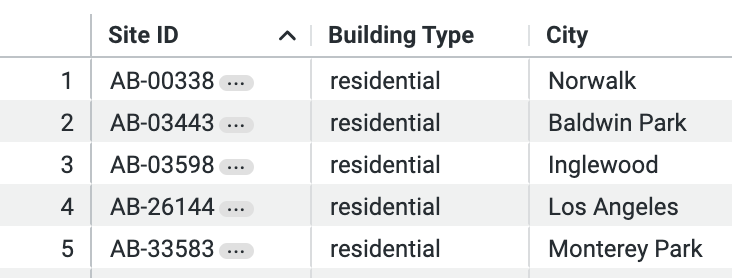 Site ID Building Type City
1 AB-00338 ... residential Norwalk
2 AB-03443 ... residential Baldwin Park
3 AB-03598 ... residential Inglewood
4 AB-26144 ... residential Los Angeles
5 AB-33583 ... residential Monterey Park